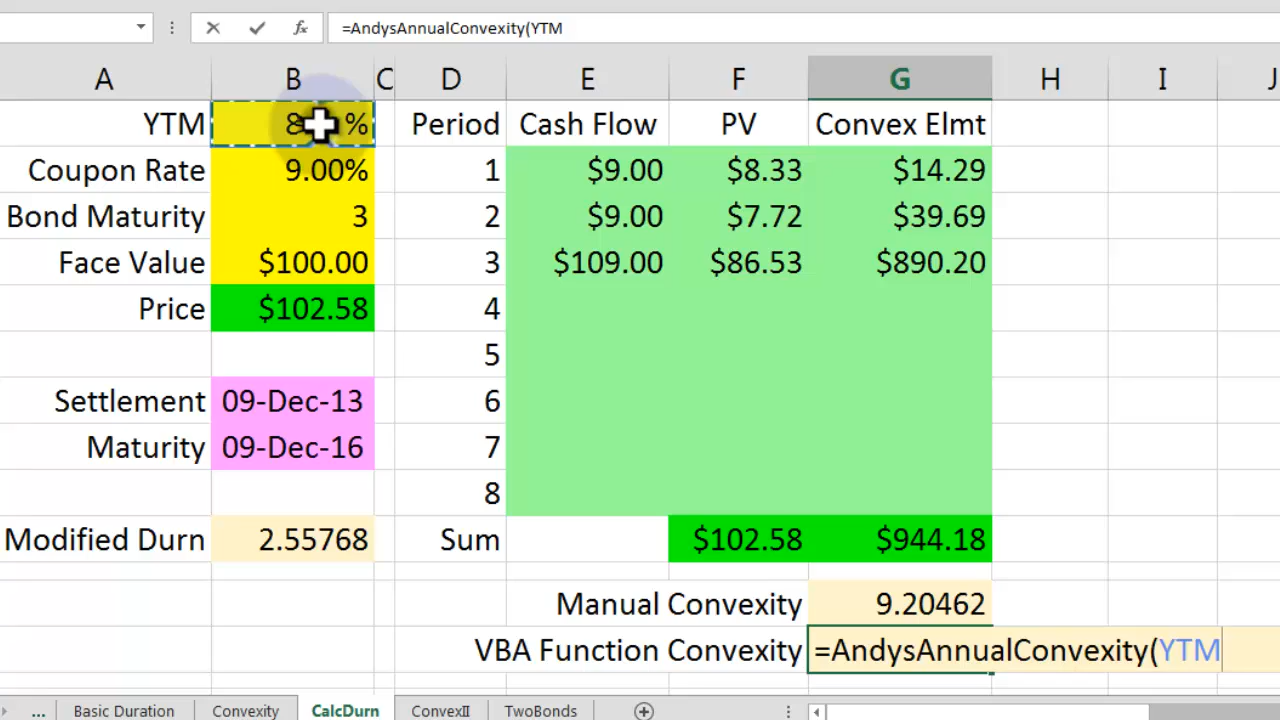 =AndysAnnualConvexity(YTM
A B C D E F G H I J
YTM 8 % Period Cash Flow PV Convex Elmt
Coupon Rate 9.00% 1 $9.00 $8.33 $14.29
Bond Maturity 3 2 $9.00 $7.72 $39.69
Face Value $100.00 3 $109.00 $86.53 $890.20
Price $102.58 4
5
Settlement 09-Dec-13 6
Maturity 09-Dec-16 7
8
Modified Durn 2.55768 Sum $102.58 $944.18
Manual Convexity 9.20462
VBA Function Convexity =AndysAnnualConvexity(YTM
... Basic Duration Convexity CalcDurn ConvexII TwoBonds